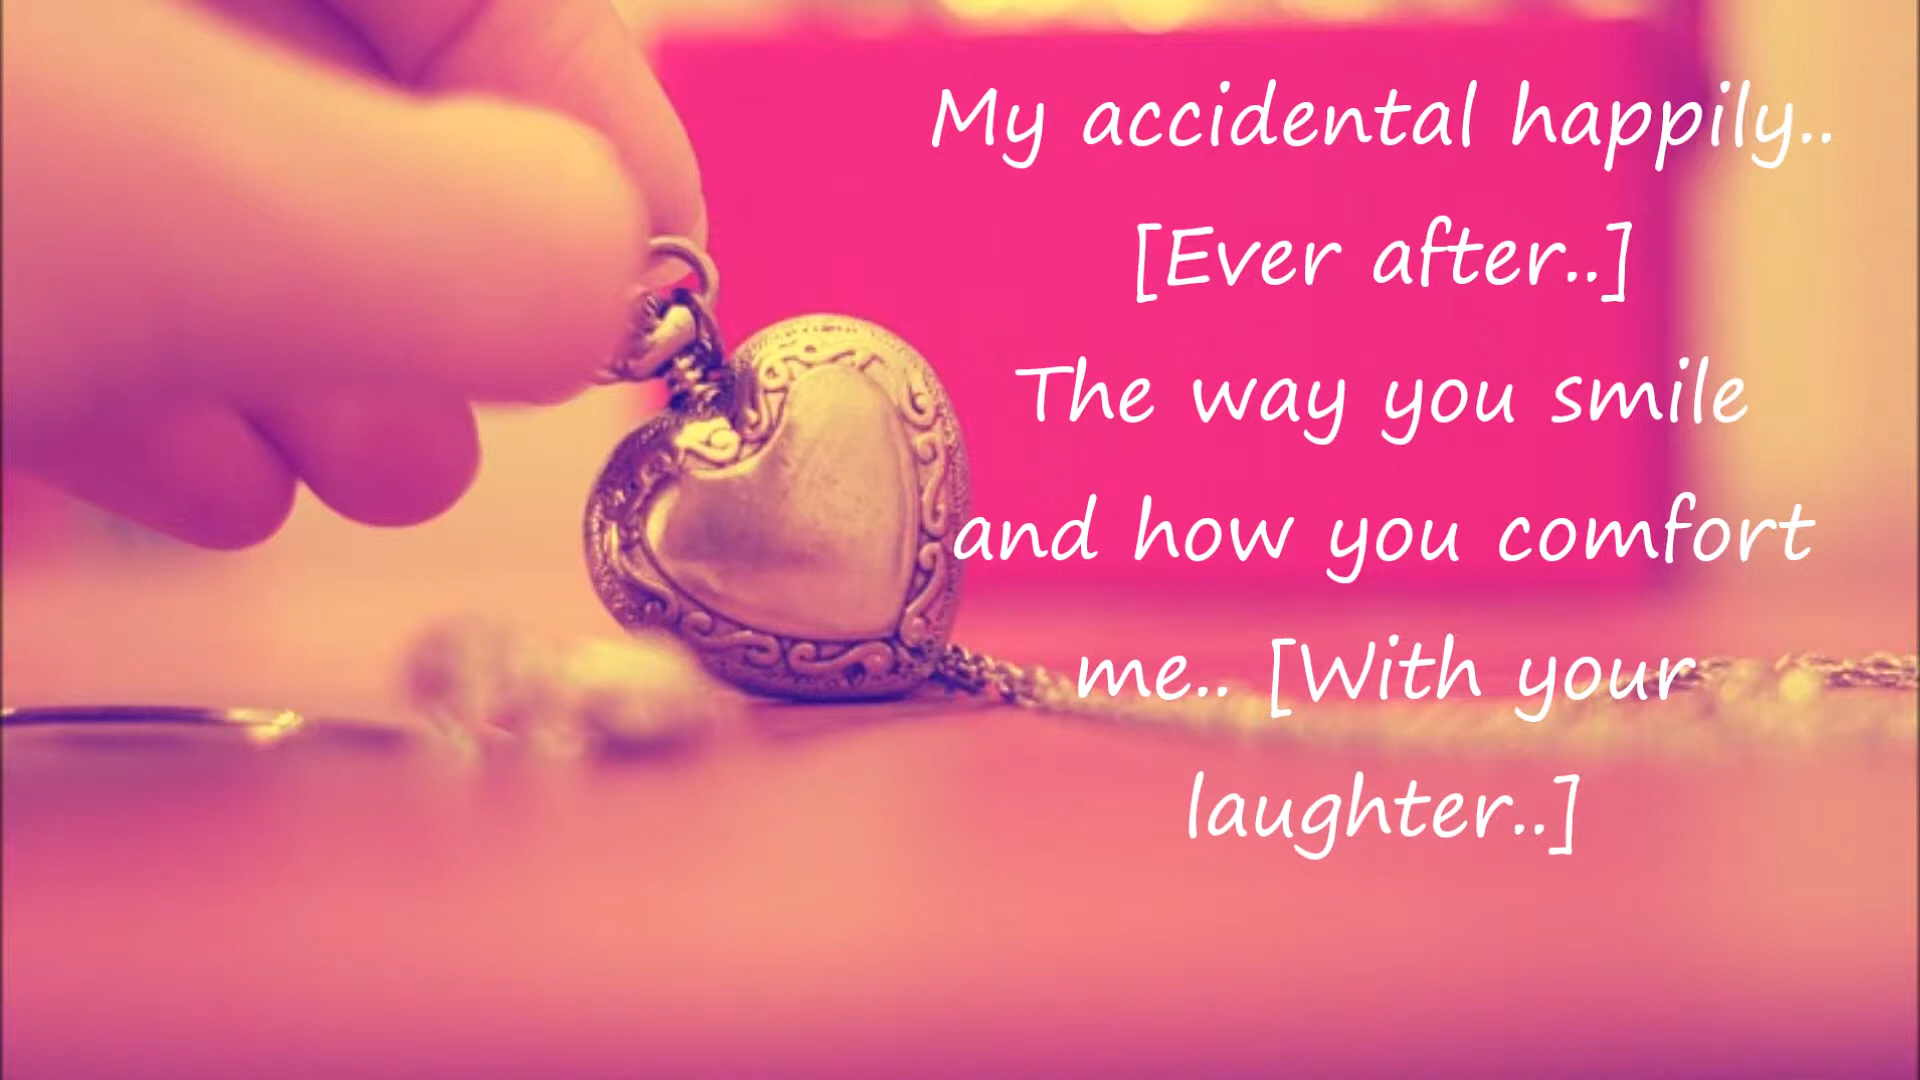 My accidental happily..
[Ever after..]
The way you smile
and how you comfort
me.. [With your
laughter..]